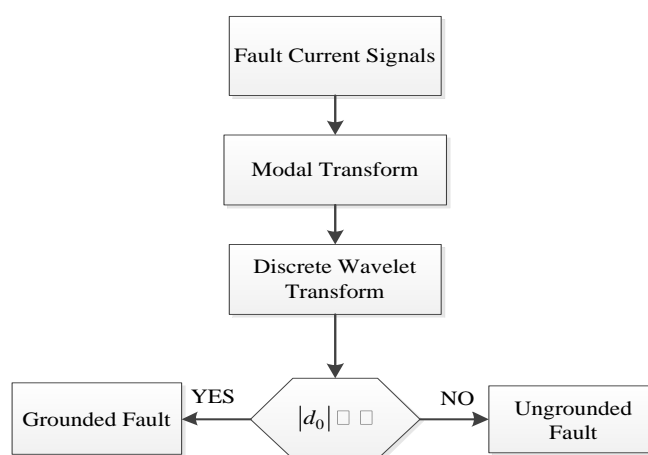 Fault Current Signals
Modal Transform
Discrete Wavelet
Transform
YES
NO
Grounded Fault
|d₀|
Ungrounded
Fault